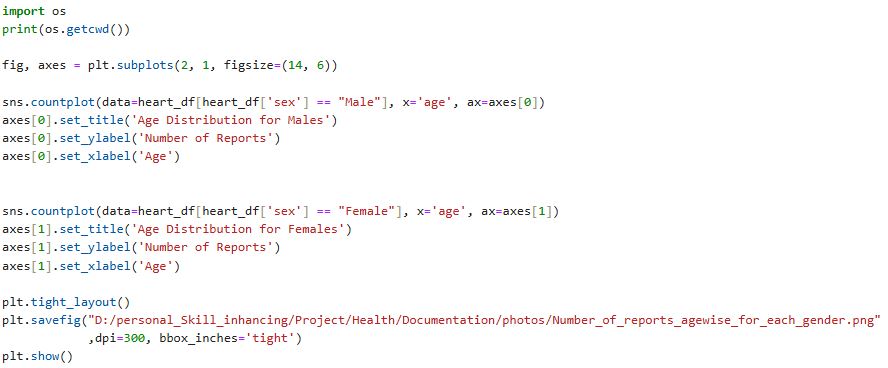 import os
print(os.getcwd())
fig, axes = plt.subplots(2, 1, figsize=(14, 6))
sns.countplot(data=heart_df[heart_df['sex'] == "Male"], x='age', ax=axes[0])
axes[0].set_title('Age Distribution for Males')
axes[0].set_ylabel('Number of Reports')
axes[0].set_xlabel('Age')
sns.countplot(data=heart_df[heart_df['sex'] == "Female"], x='age', ax=axes[1])
axes[1].set_title('Age Distribution for Females')
axes[1].set_ylabel('Number of Reports')
axes[1].set_xlabel('Age')
plt.tight_layout()
plt.savefig("D:/personal_Skill_inhancing/Project/Health/Documentation/photos/Number_of_reports_agewise_for_each_gender.png"
,dpi=300, bbox_inches='tight')
plt.show()